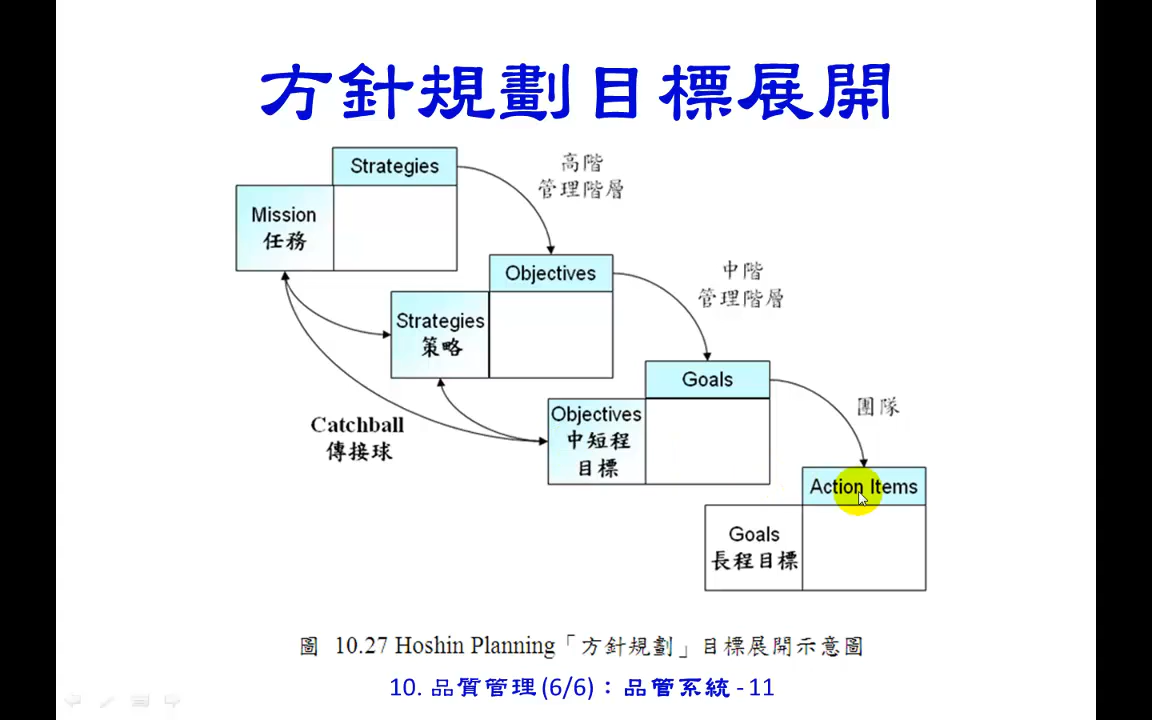 方針規劃目標展開
Strategies
高階
管理階層
Mission
任務
Objectives
中階
管理階層
Strategies
策略
Goals
團隊
Objectives
中短程
目標
Catchball
傳接球
Action Items
Goals
長程目標
圖 10.27 Hoshin Planning「方針規劃」目標展開示意圖
10. 品質管理(6/6)：品管系統 - 11